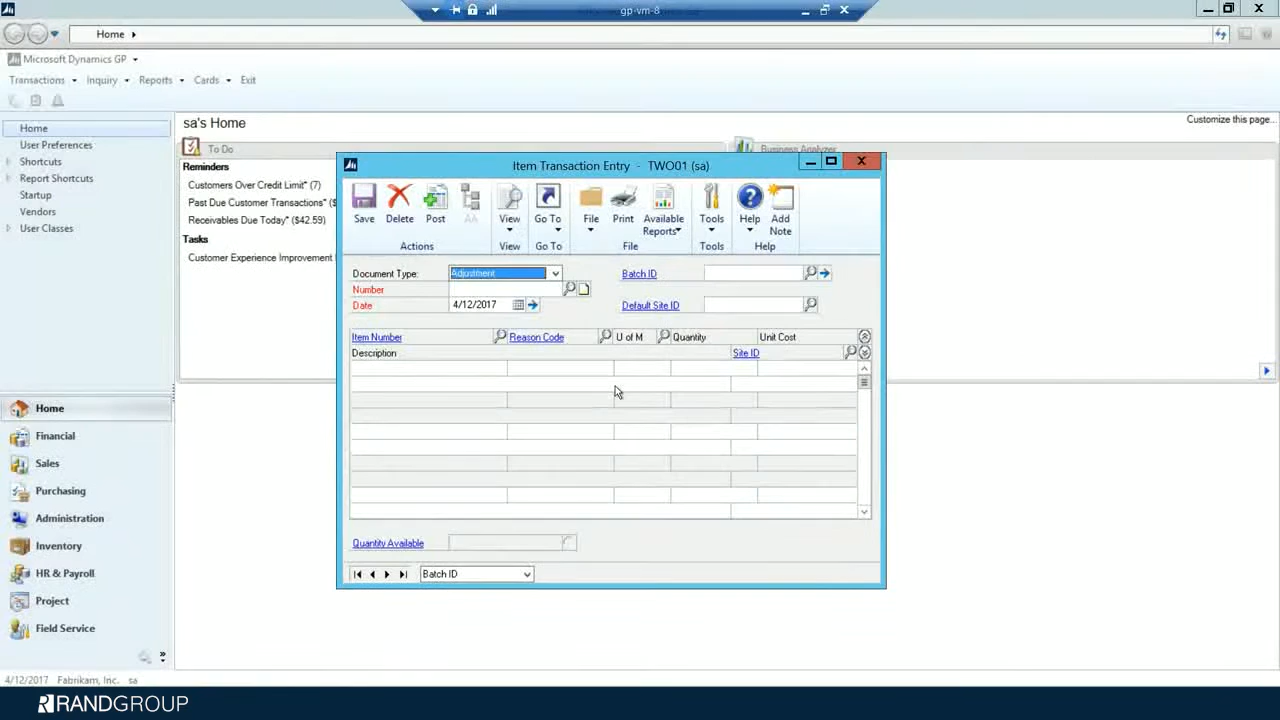 gp-vm-8
Home
Microsoft Dynamics GP
Transactions Inquiry Reports Cards Exit
Home
User Preferences
Shortcuts
Report Shortcuts
Startup
Vendors
User Classes
Home
Financial
Sales
Purchasing
Administration
Inventory
HR & Payroll
Project
Field Service
sa's Home
Customize this page...
To Do
Business Analyzer
Reminders
Customers Over Credit Limit* (7)
Past Due Customer Transactions* ($
Receivables Due Today* ($42.59)
Tasks
Customer Experience Improvement
Item Transaction Entry - TWO01 (sa)
Save Delete Post AA View Go To File Print Available Reports Tools Help Add Note
Actions View Go To File Tools Help
Document Type: Adjustment Batch ID
Number
Date 4/12/2017 Default Site ID
Item Number Reason Code U of M Quantity Unit Cost
Description Site ID
Quantity Available
Batch ID
4/12/2017 Fabrikam, Inc. sa
RANDGROUP